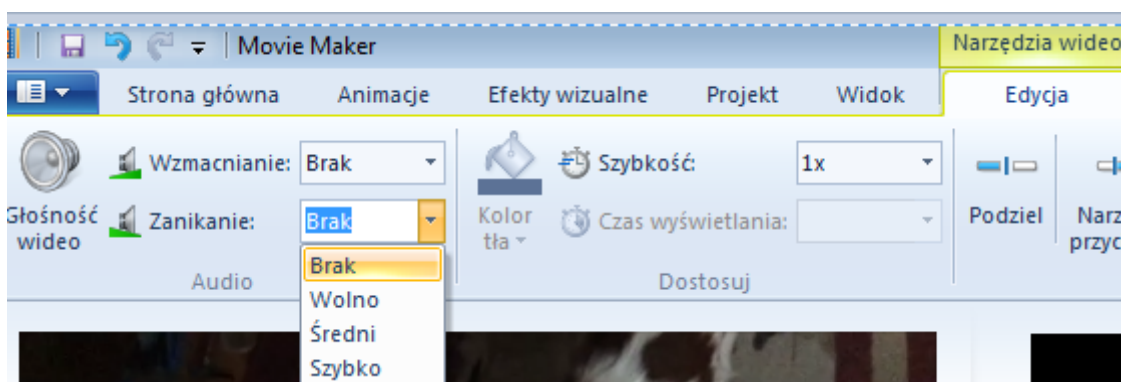 Movie Maker
Narzędzia wideo
Strona główna Animacje Efekty wizualne Projekt Widok Edycja
Głośność wideo
Wzmacnianie: Brak
Zanikanie: Brak
Brak
Wolno
Średni
Szybko
Audio
Kolor tła
Szybkość: 1x
Czas wyświetlania:
Dostosuj
Podziel